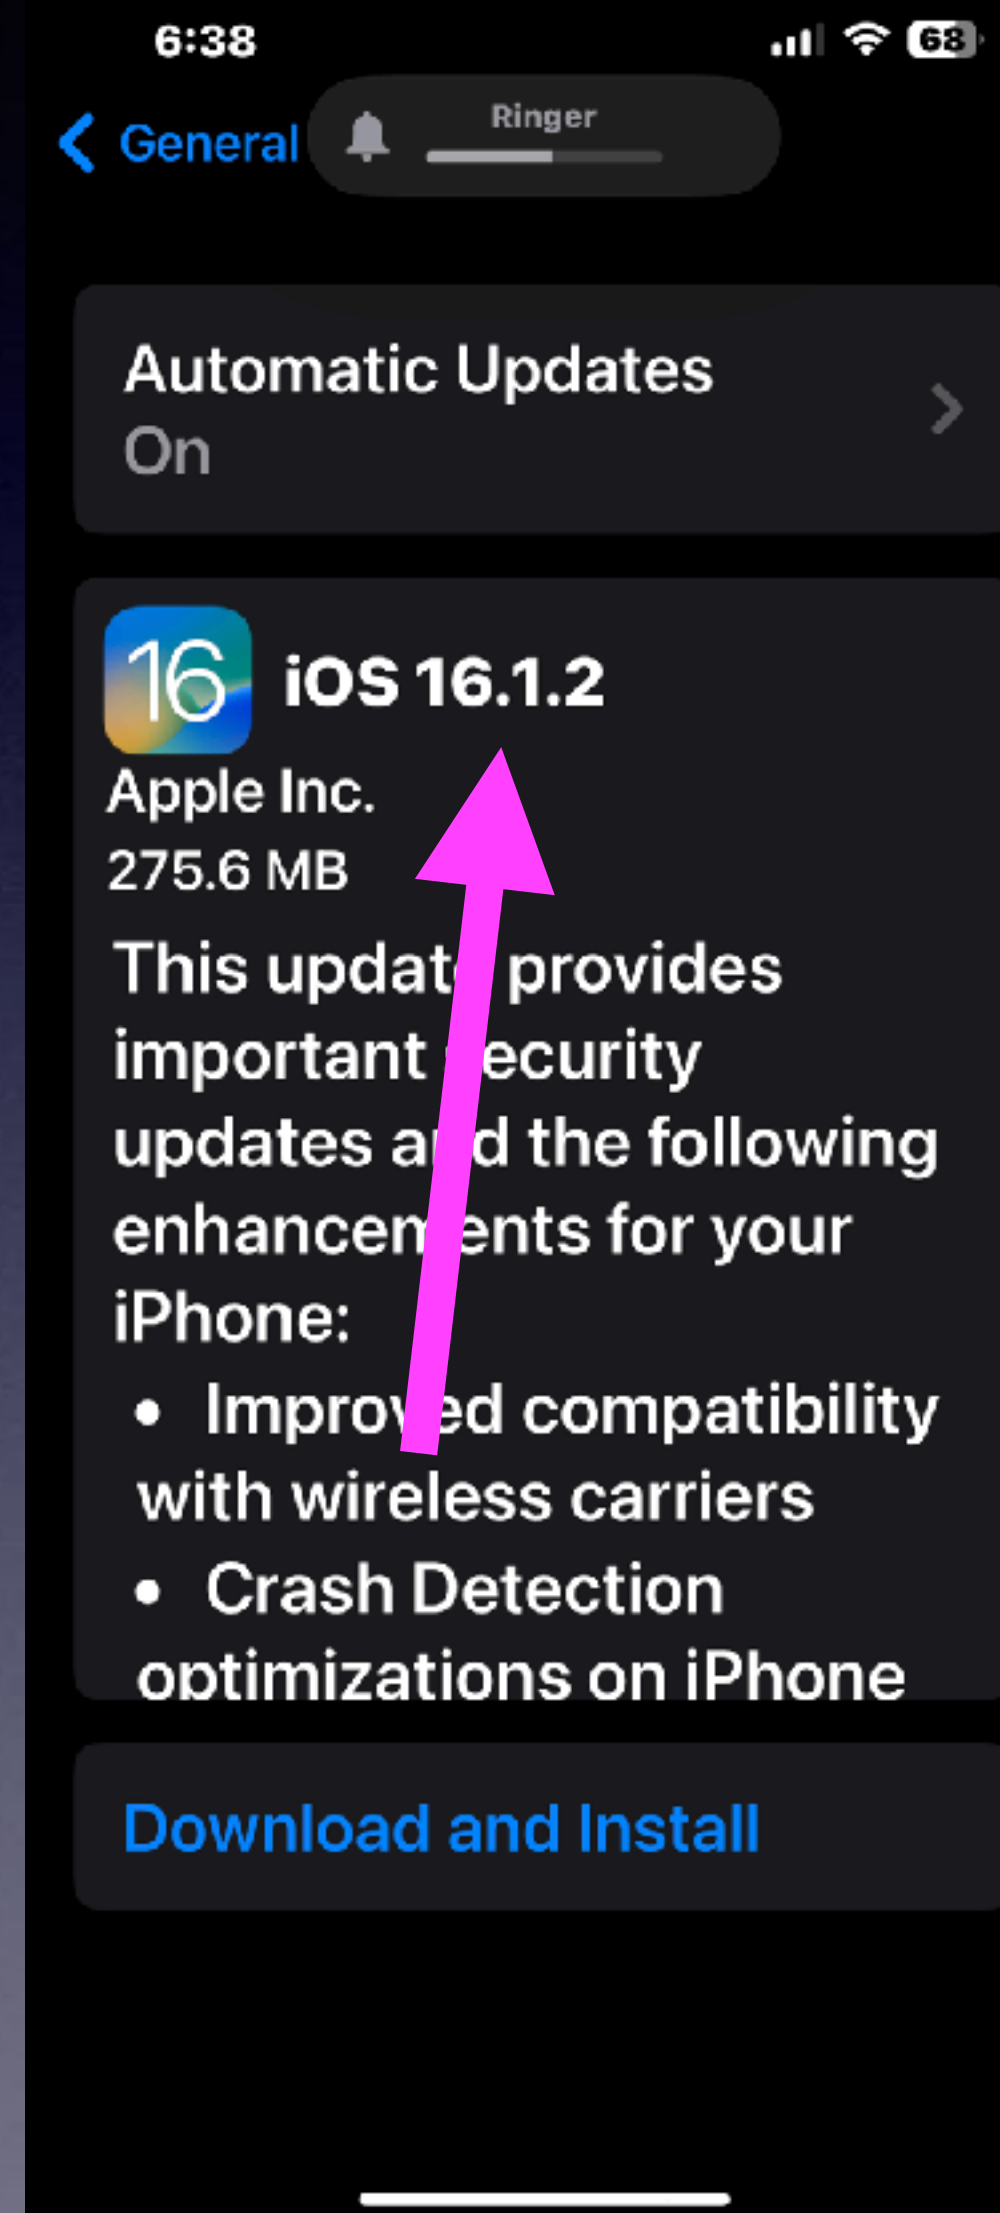 6:38
68
General
Ringer
Automatic Updates
On
16
iOS 16.1.2
Apple Inc.
275.6 MB
This update provides
important security
updates and the following
enhancements for your
iPhone:
• Improved compatibility
with wireless carriers
• Crash Detection
optimizations on iPhone
Download and Install